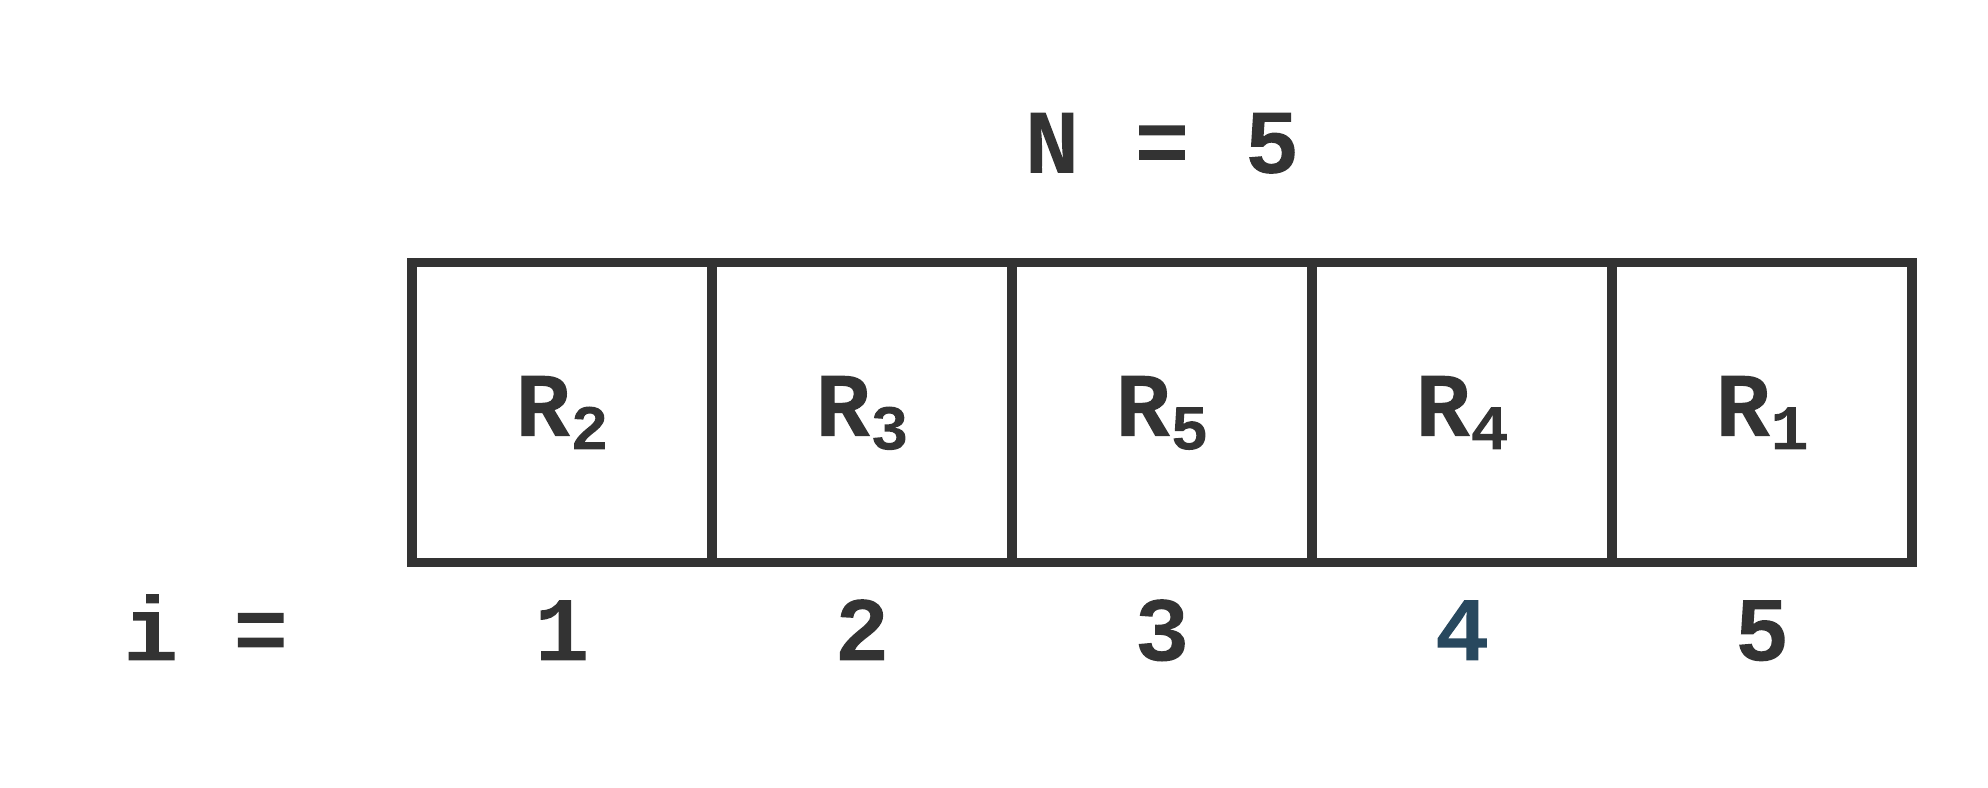 N = 5
R₂ R₃ R₅ R₄ R₁
i = 1 2 3 4 5